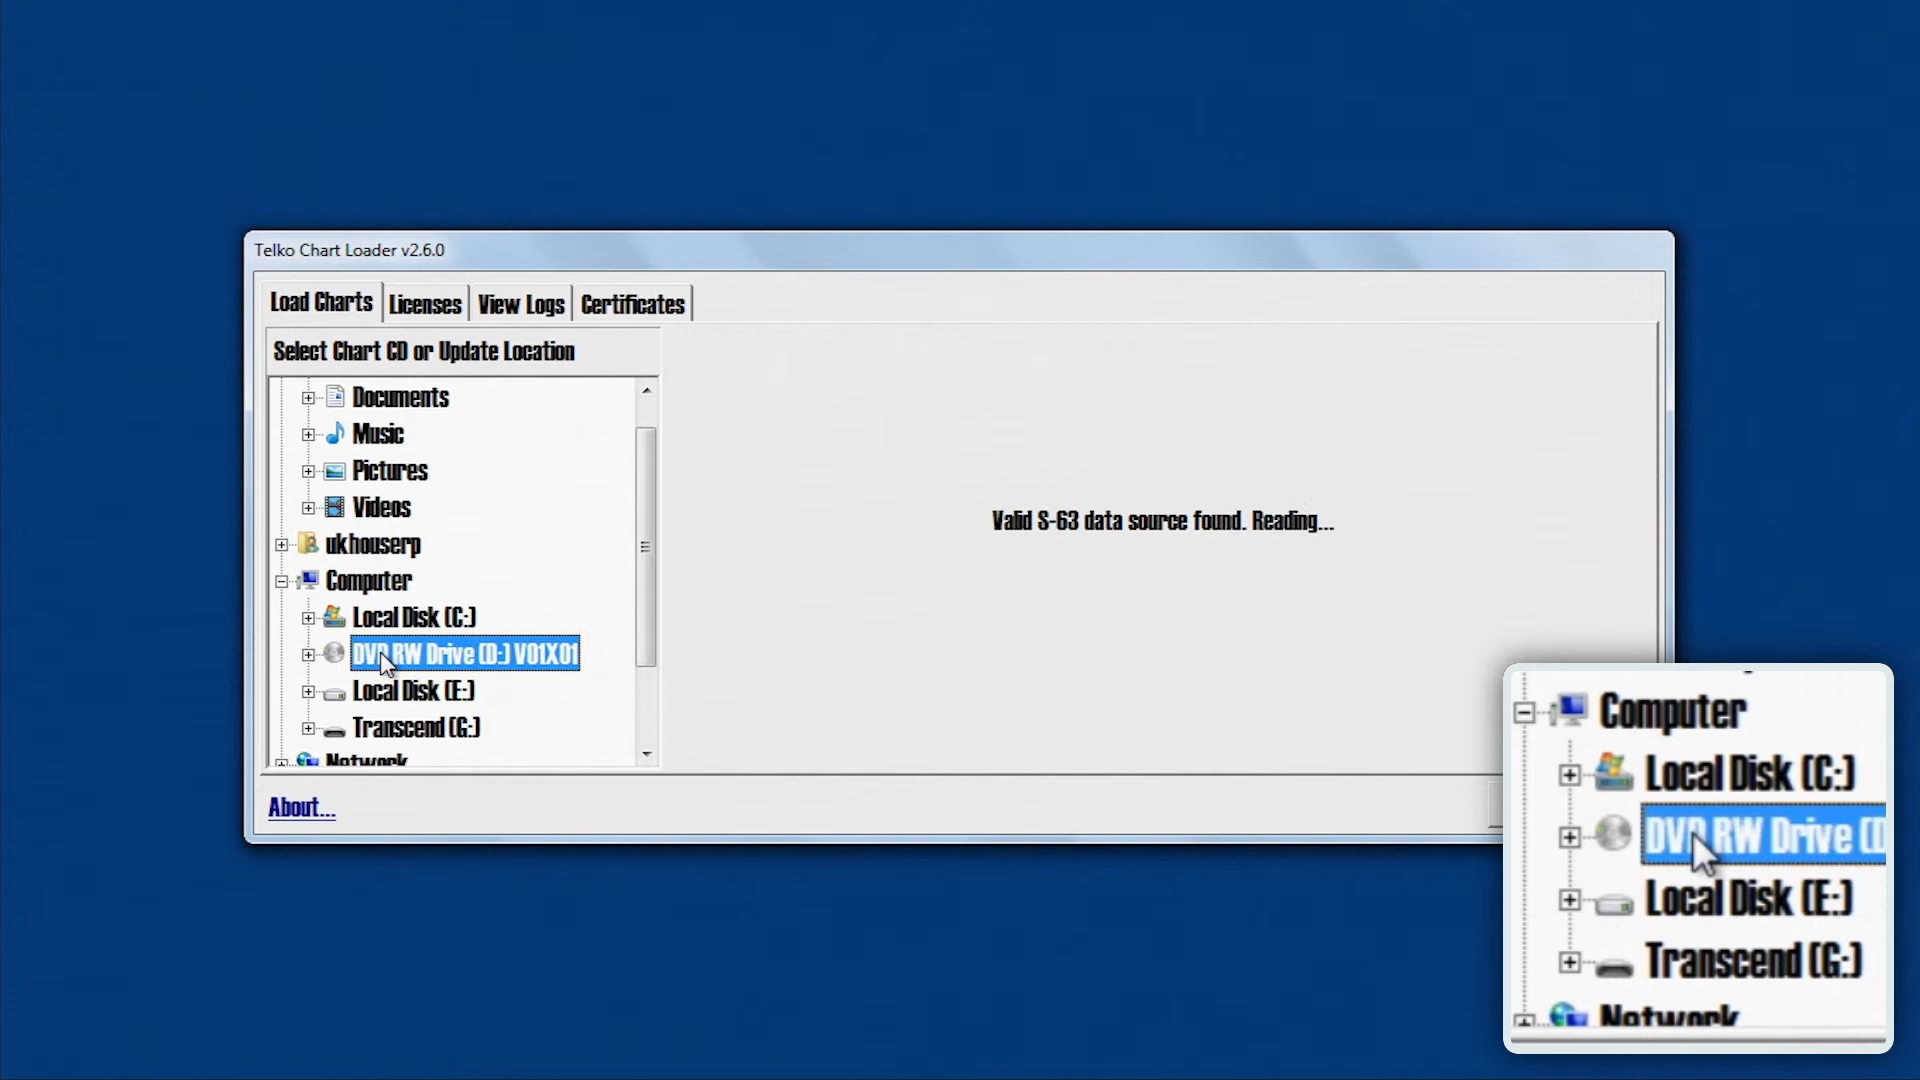 Telko Chart Loader v2.6.0
Load Charts
Licenses
View Logs
Certificates
Select Chart CD or Update Location
Documents
Music
Pictures
Videos
ukhouserp
Computer
Local Disk (C:)
DVD RW Drive (D:) V01X01
Local Disk (E:)
Transcend (G:)
Network
Valid S-63 data source found. Reading...
About...
Computer
Local Disk (C:)
DVD RW Drive (D
Local Disk (E:)
Transcend (G:)
Network